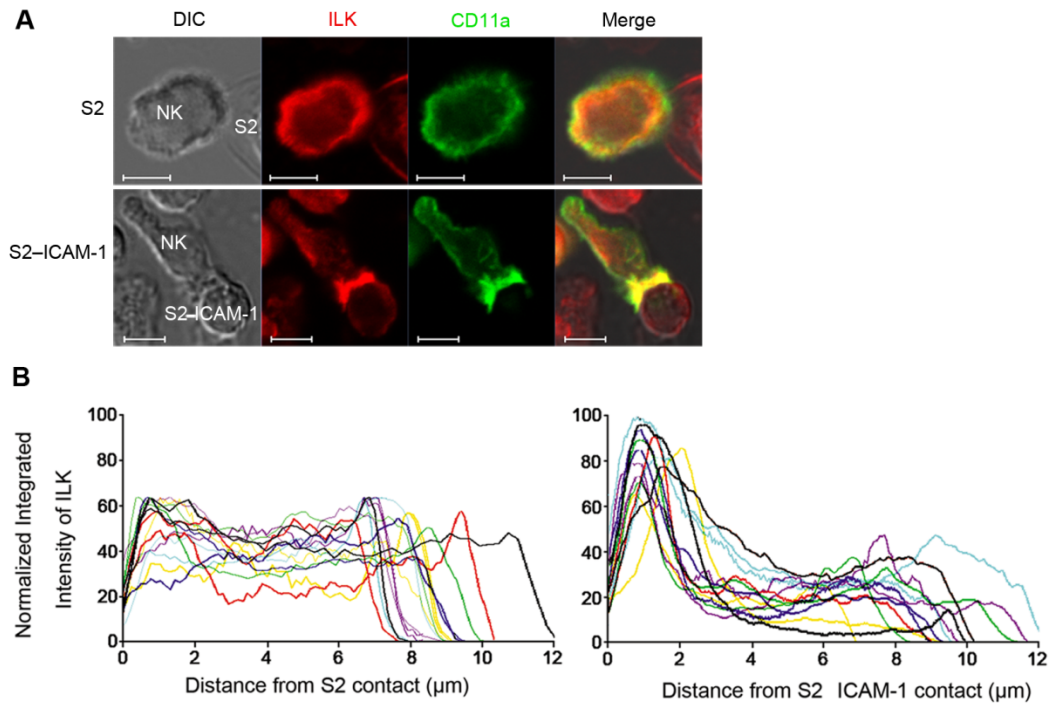 A
DIC ILK CD11a Merge
S2
NK
S2
S2–ICAM-1
NK
S2–ICAM-1
B
Normalized Integrated
Intensity of ILK
100
80
60
40
20
0
0 2 4 6 8 10 12
Distance from S2 contact (μm)
100
80
60
40
20
0
0 2 4 6 8 10 12
Distance from S2 ICAM-1 contact (μm)